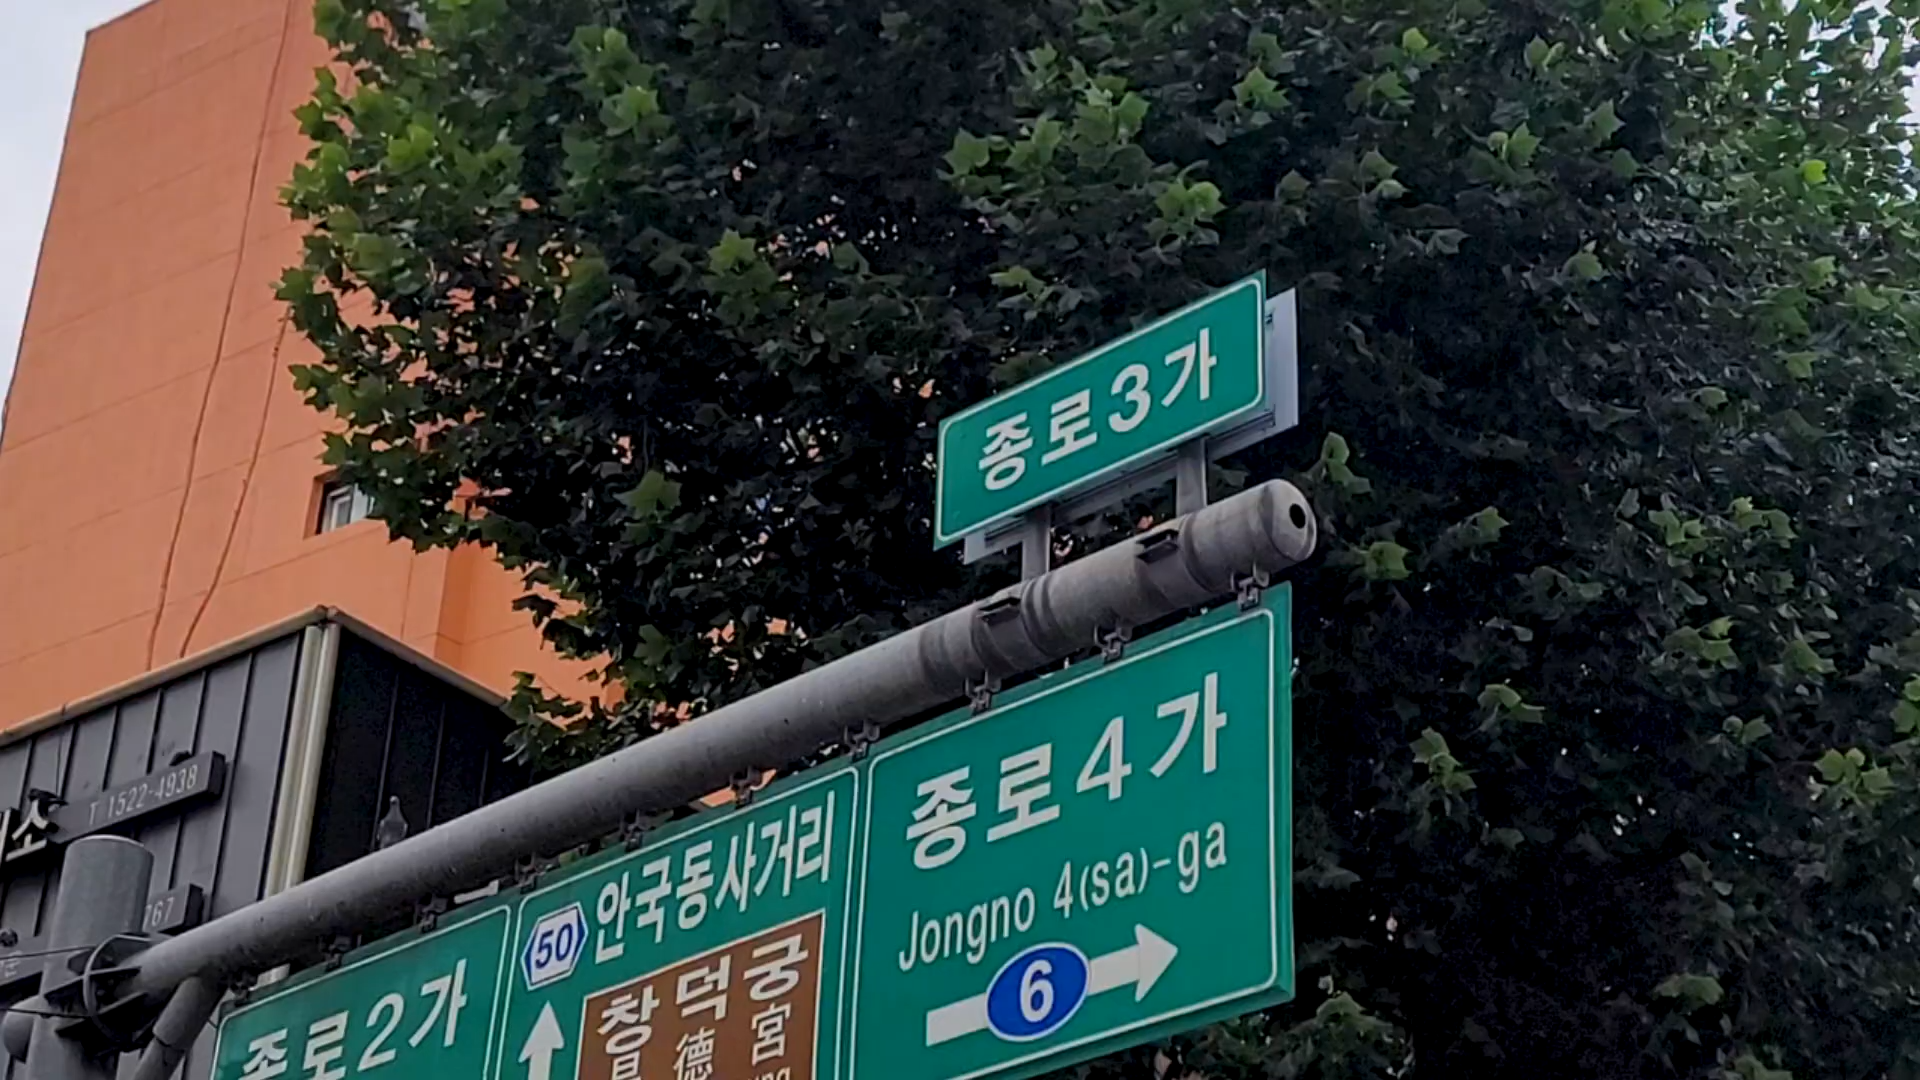 종로3가
종로4가
Jongno 4(sa)-ga
6
50 안국동사거리
창덕궁
德宮
종로2가
T 1522-4938
767